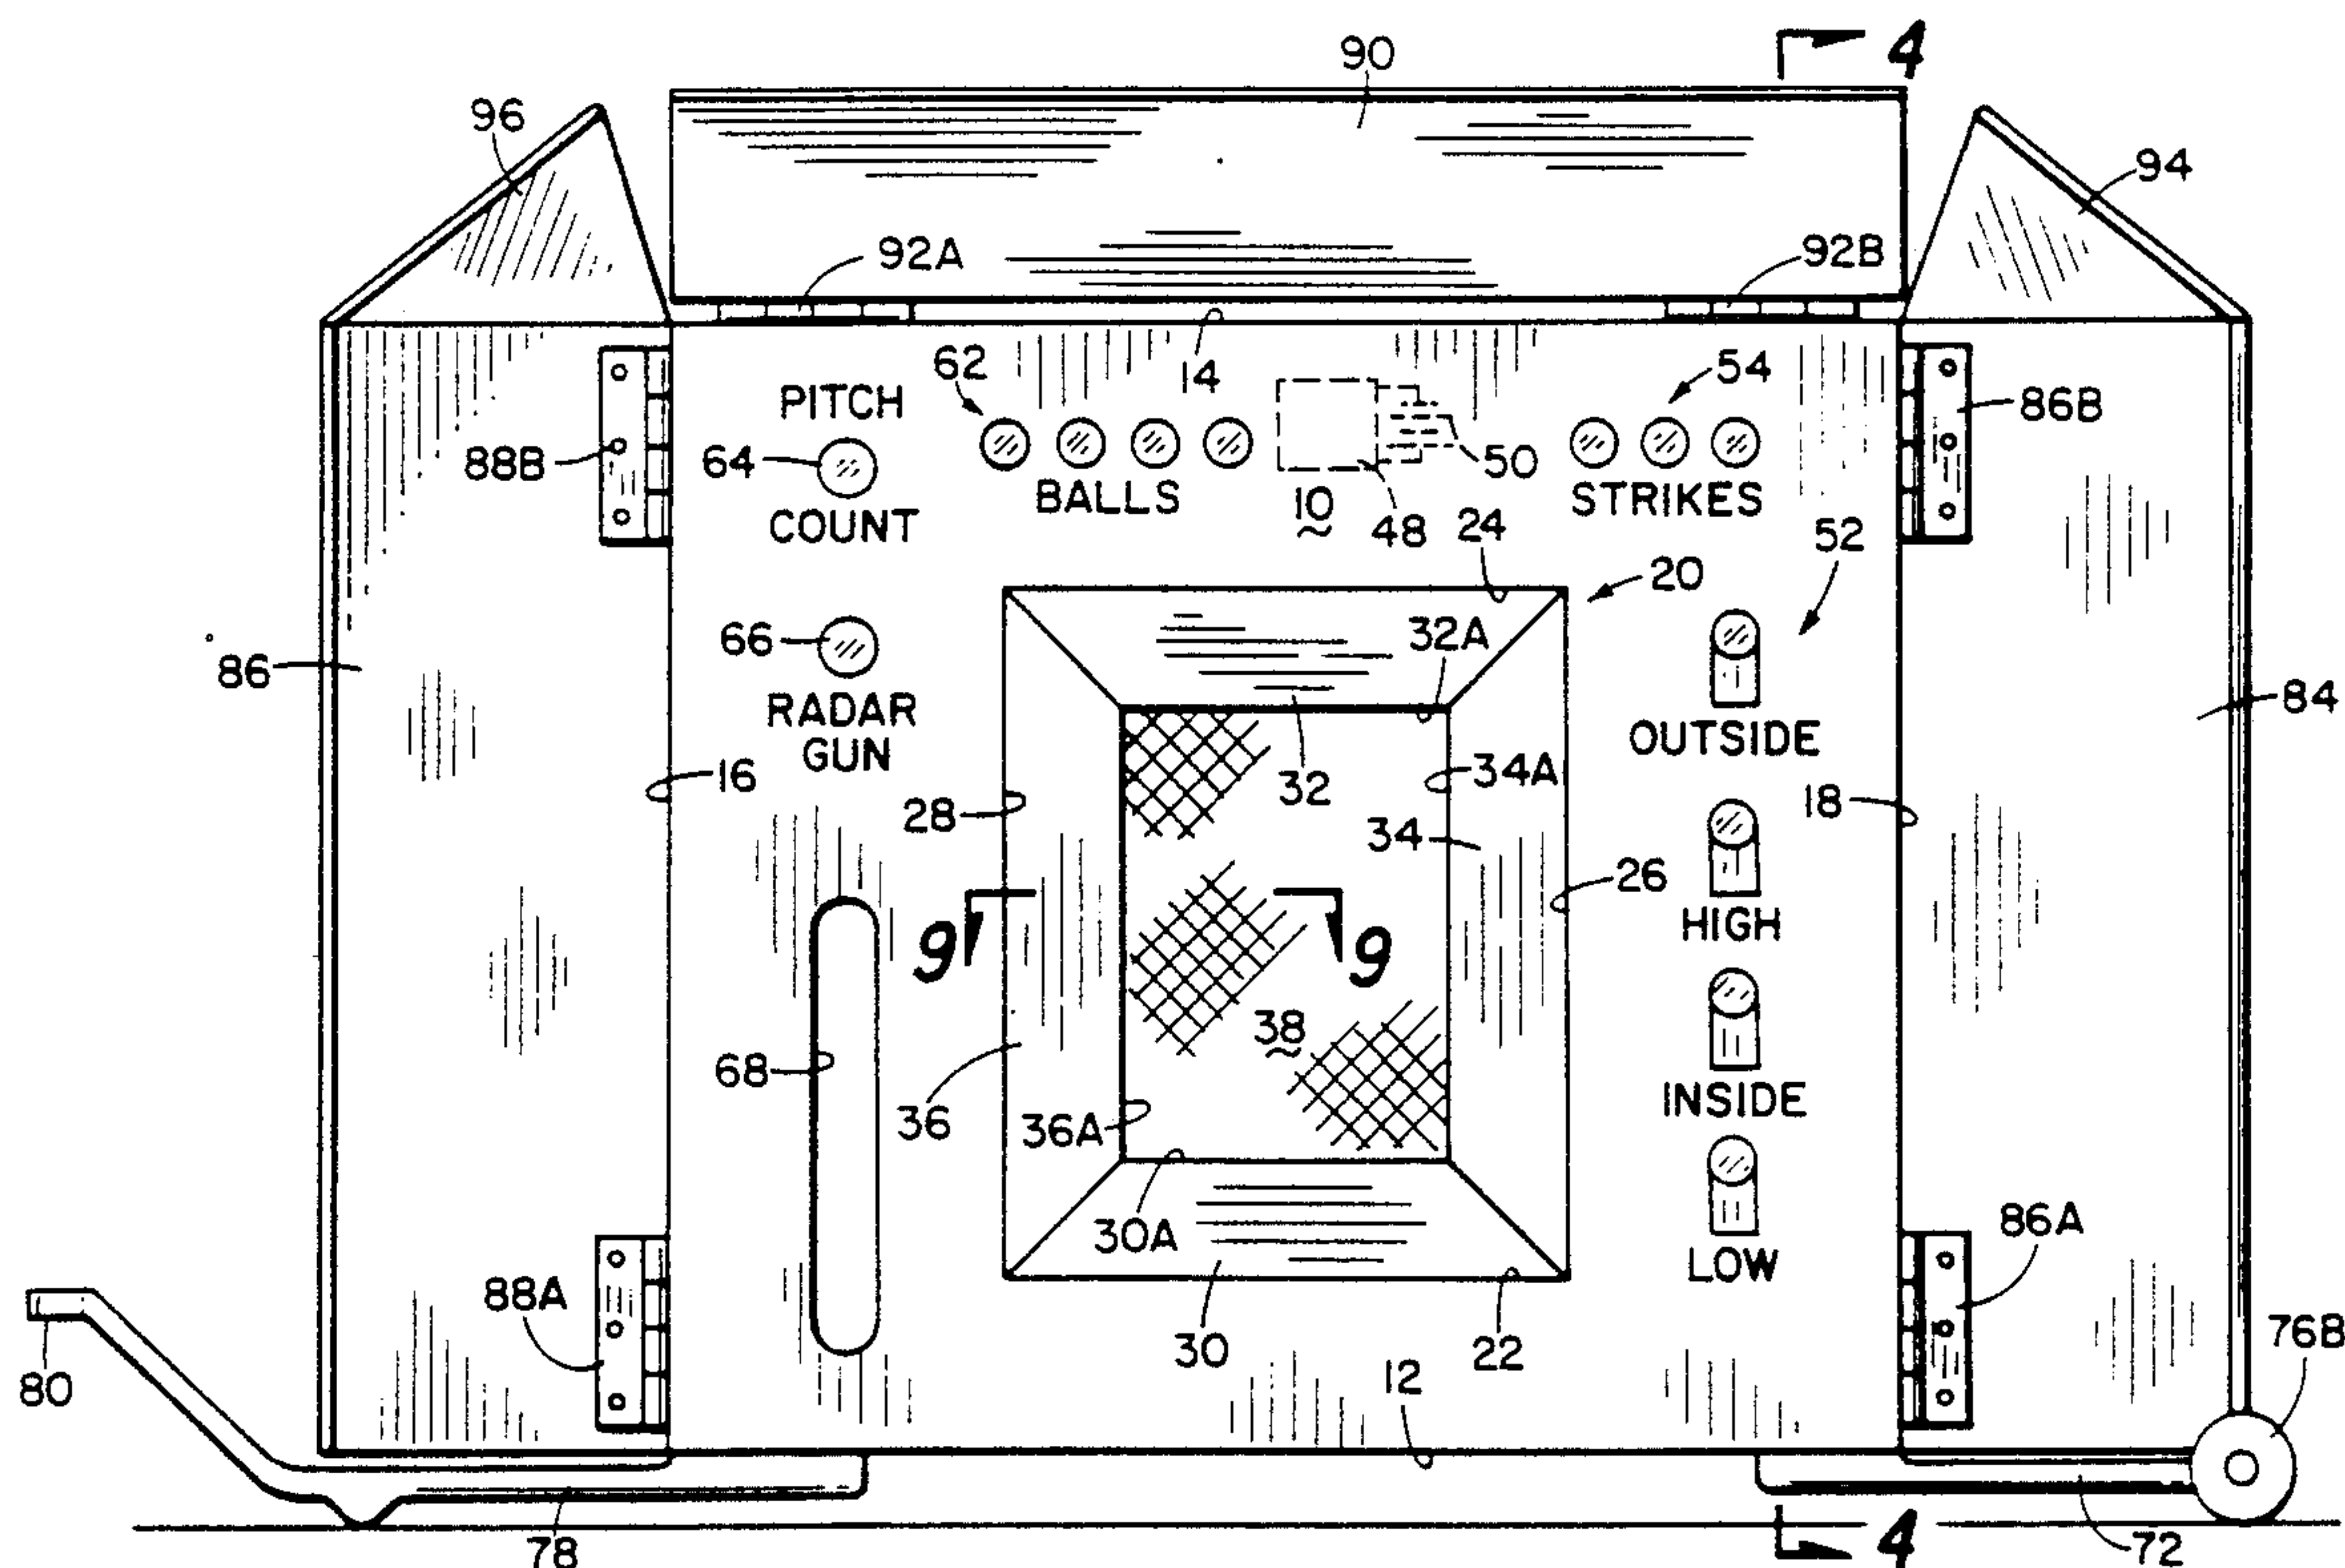 90
4
96
94
92A
92B
62
14
54
PITCH
86B
88B
64
50
BALLS
STRIKES
10
48
24
COUNT
52
20
66
32A
86
84
RADAR
GUN
OUTSIDE
16
32
34A
28
18
34
26
HIGH
9
9
38
68
36
36A
INSIDE
30A
86A
LOW
88A
30
22
76B
80
12
78
4
72